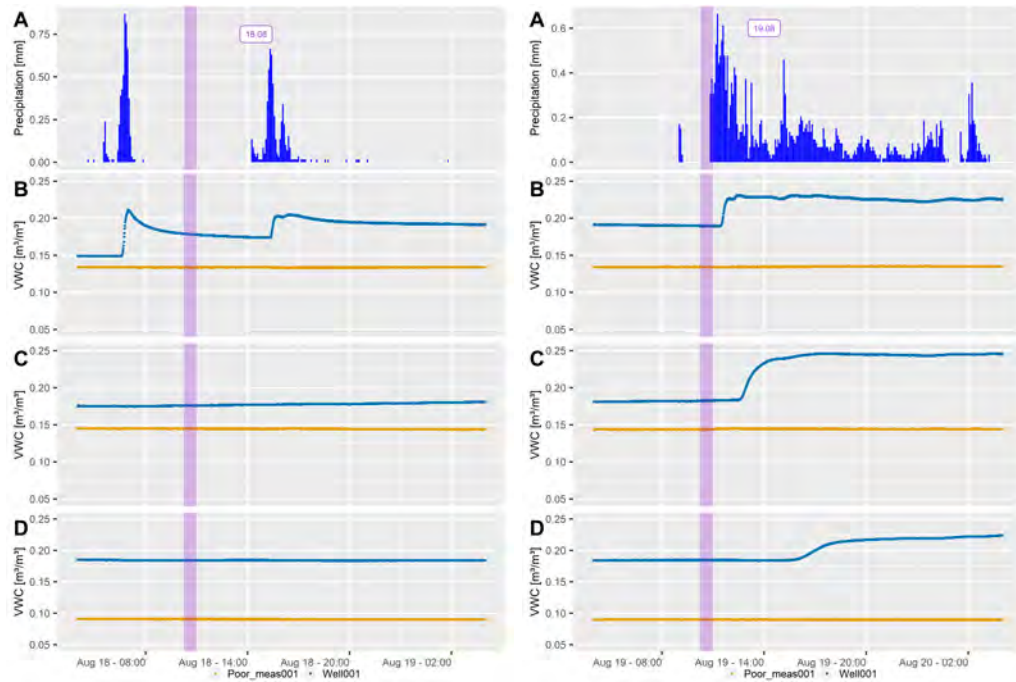 A
Precipitation [mm]
0.75
0.50
0.25
0.00
18.08
B
VWC [m³/m³]
0.25
0.20
0.15
0.10
0.05
C
VWC [m³/m³]
0.25
0.20
0.15
0.10
0.05
D
VWC [m³/m³]
0.25
0.20
0.15
0.10
0.05
Aug 18 - 08:00
Aug 18 - 14:00
Aug 18 - 20:00
Aug 19 - 02:00
Poor_meas001
Well001
A
Precipitation [mm]
0.6
0.4
0.2
0.0
19.08
B
VWC [m³/m³]
0.25
0.20
0.15
0.10
0.05
C
VWC [m³/m³]
0.25
0.20
0.15
0.10
0.05
D
VWC [m³/m³]
0.25
0.20
0.15
0.10
0.05
Aug 19 - 08:00
Aug 19 - 14:00
Aug 19 - 20:00
Aug 20 - 02:00
Poor_meas001
Well001